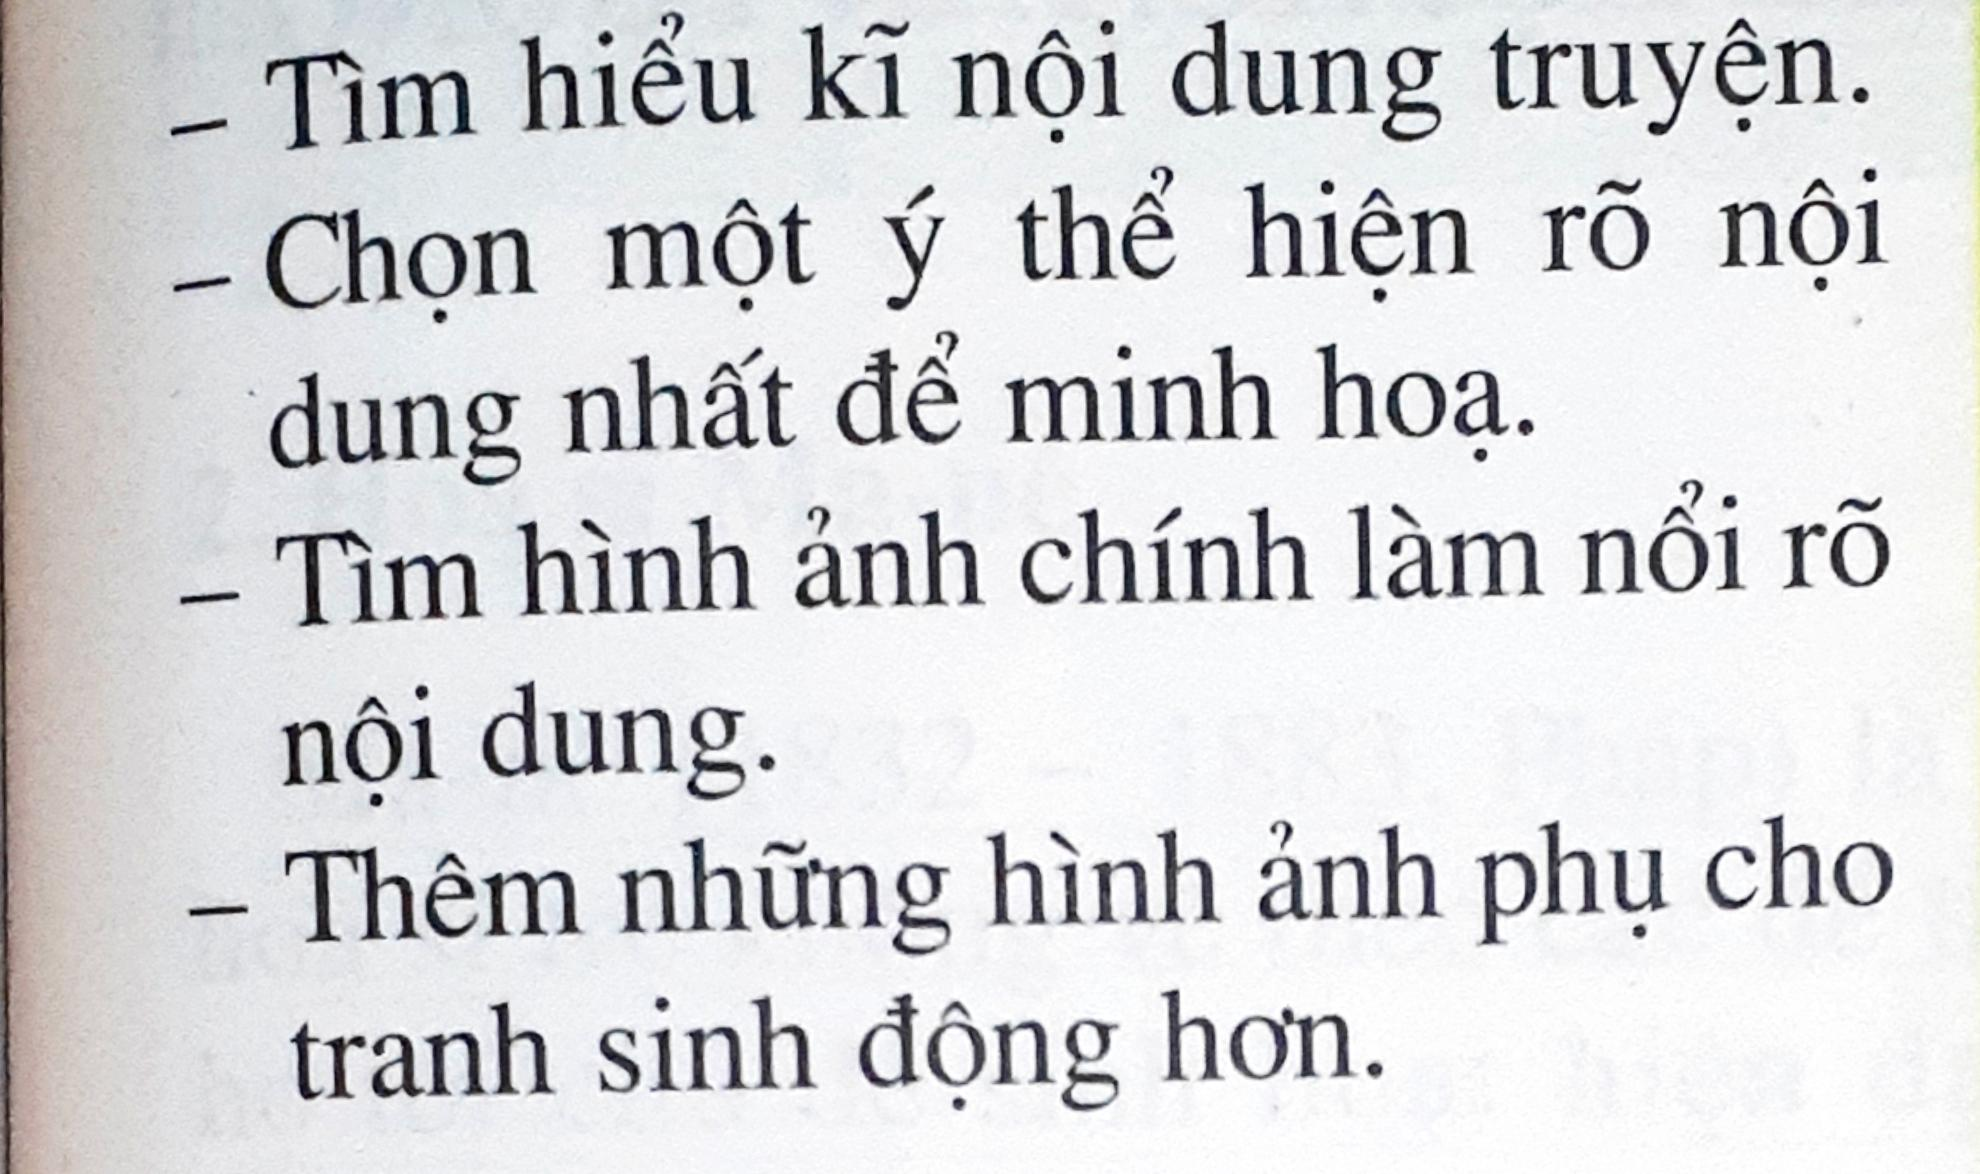 – Tìm hiểu kĩ nội dung truyện.
– Chọn một ý thể hiện rõ nội
dung nhất để minh hoạ.
– Tìm hình ảnh chính làm nổi rõ
nội dung.
– Thêm những hình ảnh phụ cho
tranh sinh động hơn.